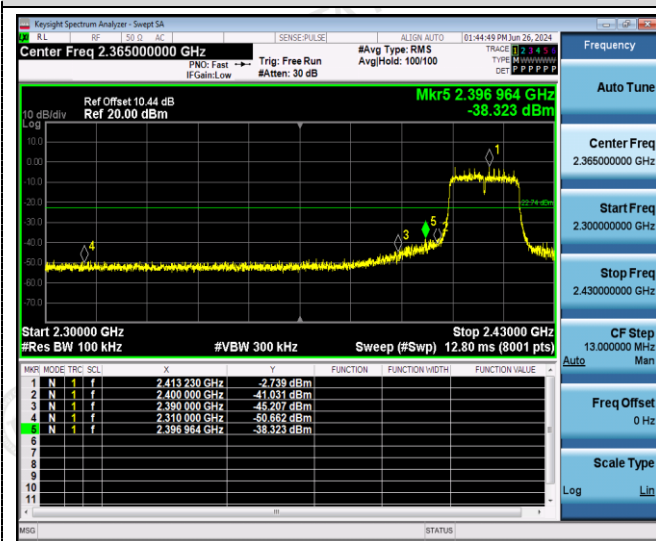 Keysight Spectrum Analyzer - Swept SA
RL RF 50 Ω AC SENSE:PULSE ALIGN AUTO 01:44:49 PM Jun 26, 2024
Center Freq 2.365000000 GHz #Avg Type: RMS TRACE 1 2 3 4 5 6
PNO: Fast Trig: Free Run Avg|Hold: 100/100 TYPE M WWWWW
IFGain:Low #Atten: 30 dB DET P P P P P P
Ref Offset 10.44 dB Mkr5 2.396 964 GHz
10 dB/div Ref 20.00 dBm -38.323 dBm
Log
10.0
0.00
-10.0
-20.0
-30.0
-40.0
-50.0
-60.0
-70.0
1
-22.74 dBm
5
3
2
4
Start 2.30000 GHz Stop 2.43000 GHz
#Res BW 100 kHz #VBW 300 kHz Sweep (#Swp) 12.80 ms (8001 pts)
MKR MODE TRC SCL X Y FUNCTION FUNCTION WIDTH FUNCTION VALUE
1 N 1 f 2.413 230 GHz -2.739 dBm
2 N 1 f 2.400 000 GHz -41.031 dBm
3 N 1 f 2.390 000 GHz -45.207 dBm
4 N 1 f 2.310 000 GHz -50.662 dBm
5 N 1 f 2.396 964 GHz -38.323 dBm
6
7
8
9
10
11
MSG STATUS
Frequency
Auto Tune
Center Freq
2.365000000 GHz
Start Freq
2.300000000 GHz
Stop Freq
2.430000000 GHz
CF Step
13.000000 MHz
Auto Man
Freq Offset
0 Hz
Scale Type
Log Lin